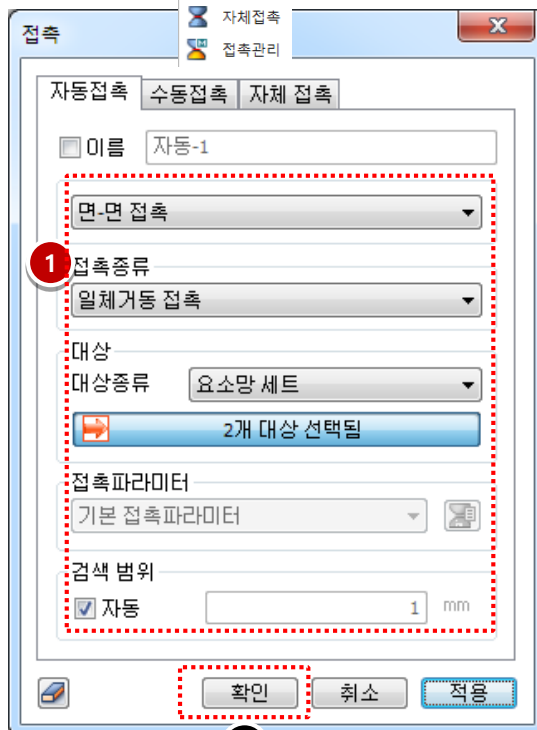 자체접촉
접촉관리
접촉
자동접촉 수동접촉 자체 접촉
이름 자동-1
면-면 접촉
1
접촉종류
일체거동 접촉
대상
대상종류 요소망 세트
2개 대상 선택됨
접촉파라미터
기본 접촉파라미터
검색 범위
자동 1 mm
확인 취소 적용